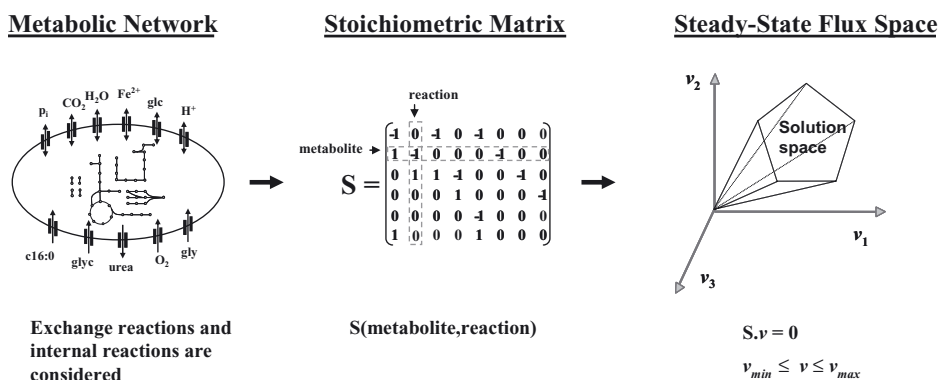 Metabolic Network
Stoichiometric Matrix
Steady-State Flux Space
pi
CO2
H2O
Fe2+
glc
H+
c16:0
glyc
urea
O2
gly
reaction
metabolite
S =
-1 0 -1 0 -1 0 0 0
1 -1 0 0 0 -1 0 0
0 1 1 -1 0 0 -1 0
0 0 0 1 0 0 0 -1
0 0 0 0 -1 0 0 0
1 0 0 0 1 0 0 0
v2
Solution
space
v1
v3
Exchange reactions and
internal reactions are
considered
S(metabolite,reaction)
S.v = 0
vmin ≤ v ≤ vmax